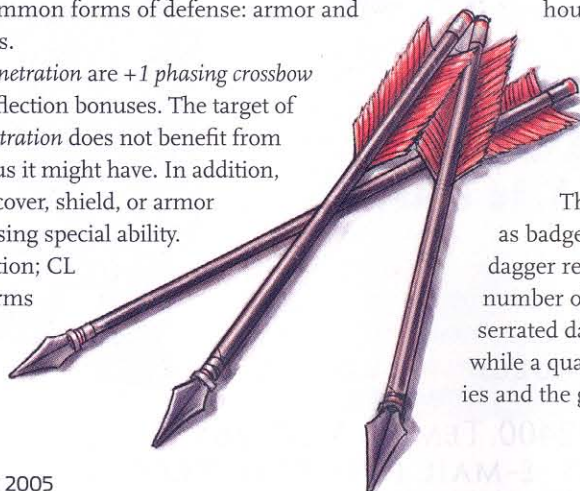 mmon forms of defense: armor and
s.
netration are +1 phasing crossbow
flection bonuses. The target of
tration does not benefit from
us it might have. In addition,
cover, shield, or armor
sing special ability.
tion; CL
rms
2005
hou
Th
as badge
dagger re
number o
serrated da
while a qua
ies and the g